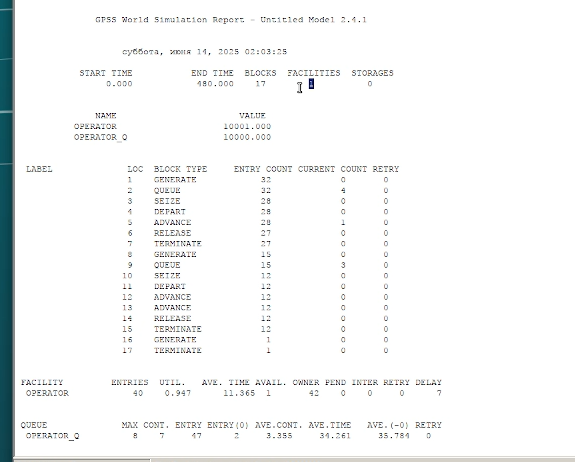 GPSS World Simulation Report - Untitled Model 2.4.1
суббота, июня 14, 2025 02:03:25
START TIME END TIME BLOCKS FACILITIES STORAGES
0.000 480.000 17 1 0
NAME VALUE
OPERATOR 10001.000
OPERATOR_Q 10000.000
LABEL LOC BLOCK TYPE ENTRY COUNT CURRENT COUNT RETRY
1 GENERATE 32 0 0
2 QUEUE 32 4 0
3 SEIZE 28 0 0
4 DEPART 28 0 0
5 ADVANCE 28 1 0
6 RELEASE 27 0 0
7 TERMINATE 27 0 0
8 GENERATE 15 0 0
9 QUEUE 15 3 0
10 SEIZE 12 0 0
11 DEPART 12 0 0
12 ADVANCE 12 0 0
13 ADVANCE 12 0 0
14 RELEASE 12 0 0
15 TERMINATE 12 0 0
16 GENERATE 1 0 0
17 TERMINATE 1 0 0
FACILITY ENTRIES UTIL. AVE. TIME AVAIL. OWNER PEND INTER RETRY DELAY
OPERATOR 40 0.947 11.365 1 42 0 0 0 7
QUEUE MAX CONT. ENTRY ENTRY(0) AVE.CONT. AVE.TIME AVE.(-0) RETRY
OPERATOR_Q 8 7 47 2 3.355 34.261 35.784 0